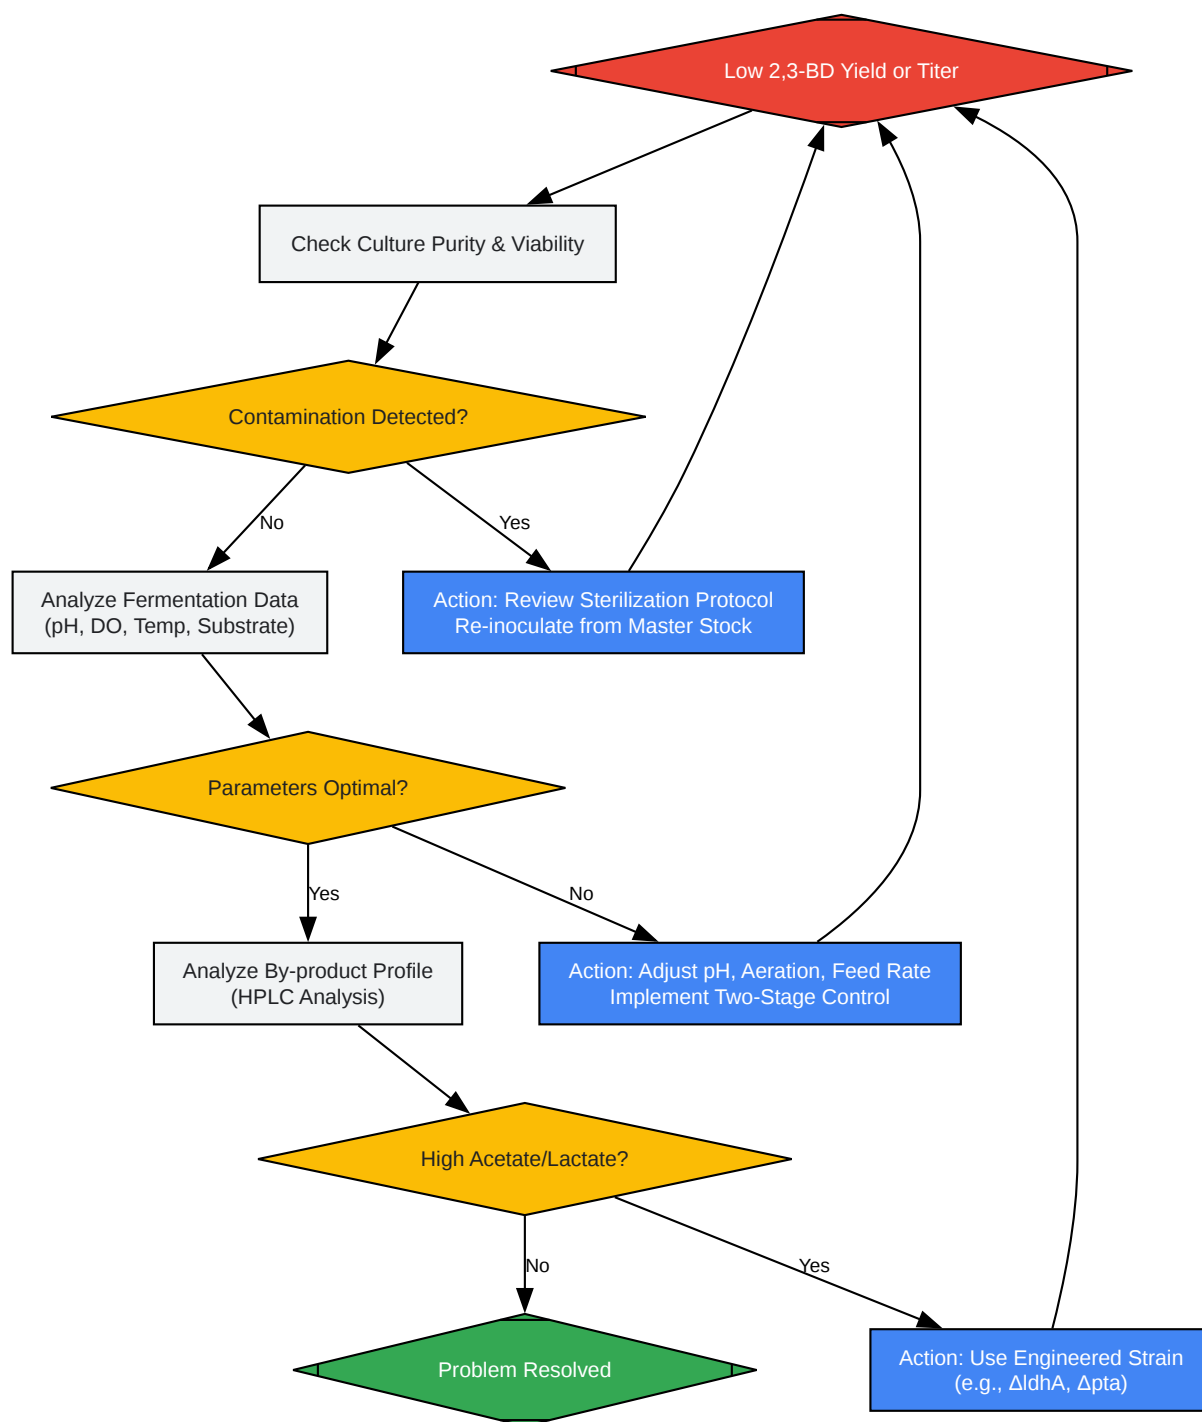 Low 2,3-BD Yield or Titer
Check Culture Purity & Viability
Contamination Detected?
No
Yes
Analyze Fermentation Data
(pH, DO, Temp, Substrate)
Action: Review Sterilization Protocol
Re-inoculate from Master Stock
Parameters Optimal?
Yes
No
Analyze By-product Profile
(HPLC Analysis)
Action: Adjust pH, Aeration, Feed Rate
Implement Two-Stage Control
High Acetate/Lactate?
No
Yes
Problem Resolved
Action: Use Engineered Strain
(e.g., ΔldhA, Δpta)